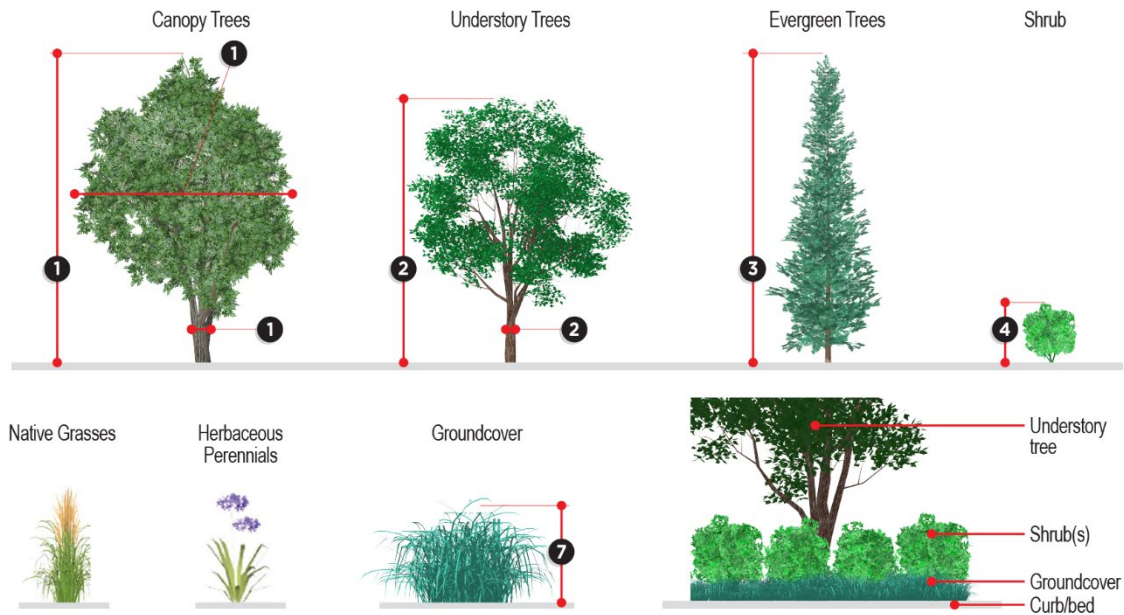 Canopy Trees
Understory Trees
Evergreen Trees
Shrub
1
1
2
3
4
1
2
Native Grasses
Herbaceous
Perennials
Groundcover
7
Understory
tree
Shrub(s)
Groundcover
Curb/bed